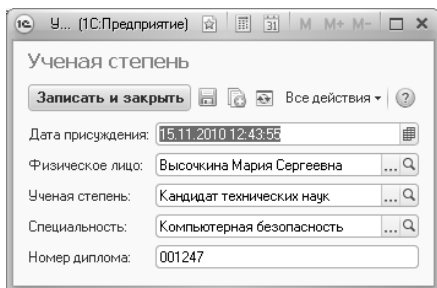 У... (1С:Предприятие) 31 M M+ M-
Ученая степень
Записать и закрыть Все действия ?
Дата присуждения: 15.11.2010 12:43:55
Физическое лицо: Высочкина Мария Сергеевна ...
Ученая степень: Кандидат технических наук ...
Специальность: Компьютерная безопасность ...
Номер диплома: 001247